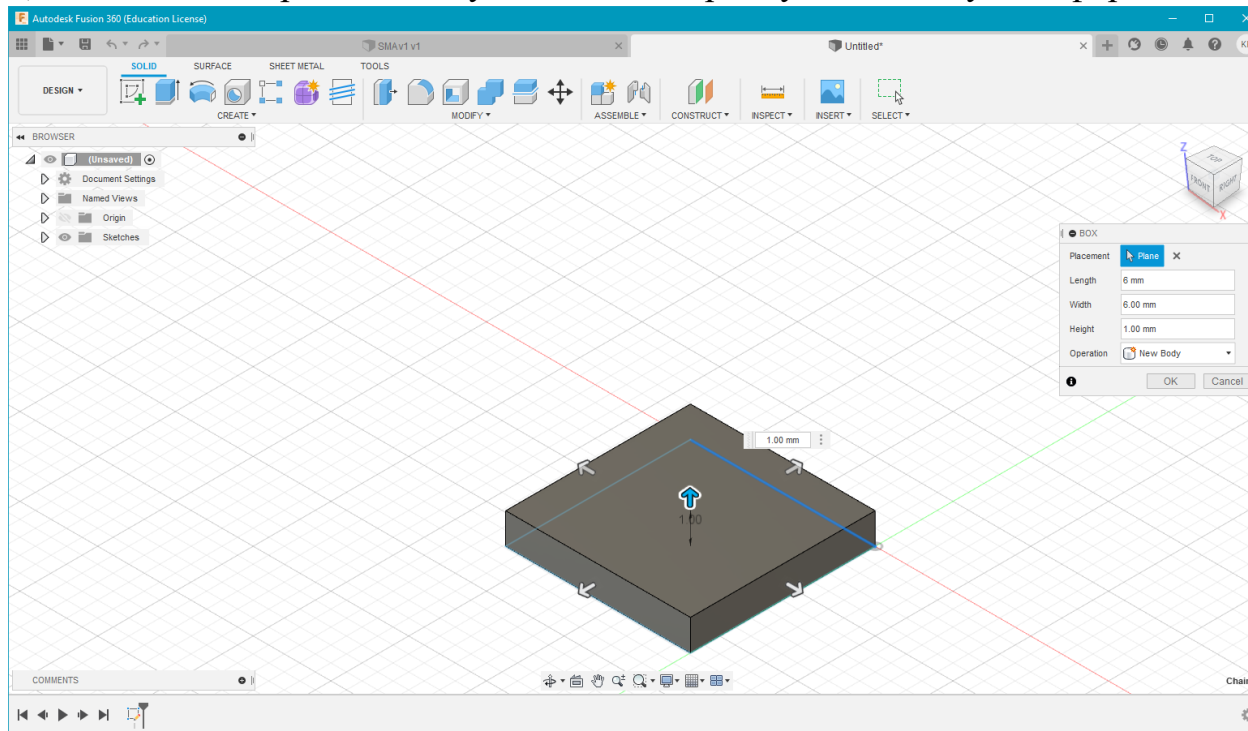 Autodesk Fusion 360 (Education License)
SMAv1 v1
Untitled*
DESIGN
SOLID SURFACE SHEET METAL TOOLS
CREATE MODIFY ASSEMBLE CONSTRUCT INSPECT INSERT SELECT
BROWSER
(Unsaved)
Document Settings
Named Views
Origin
Sketches
Z
TOP
FRONT
RIGHT
X
BOX
Placement Plane
Length 6 mm
Width 6.00 mm
Height 1.00 mm
Operation New Body
OK Cancel
1.00 mm
1.00
COMMENTS
Chain